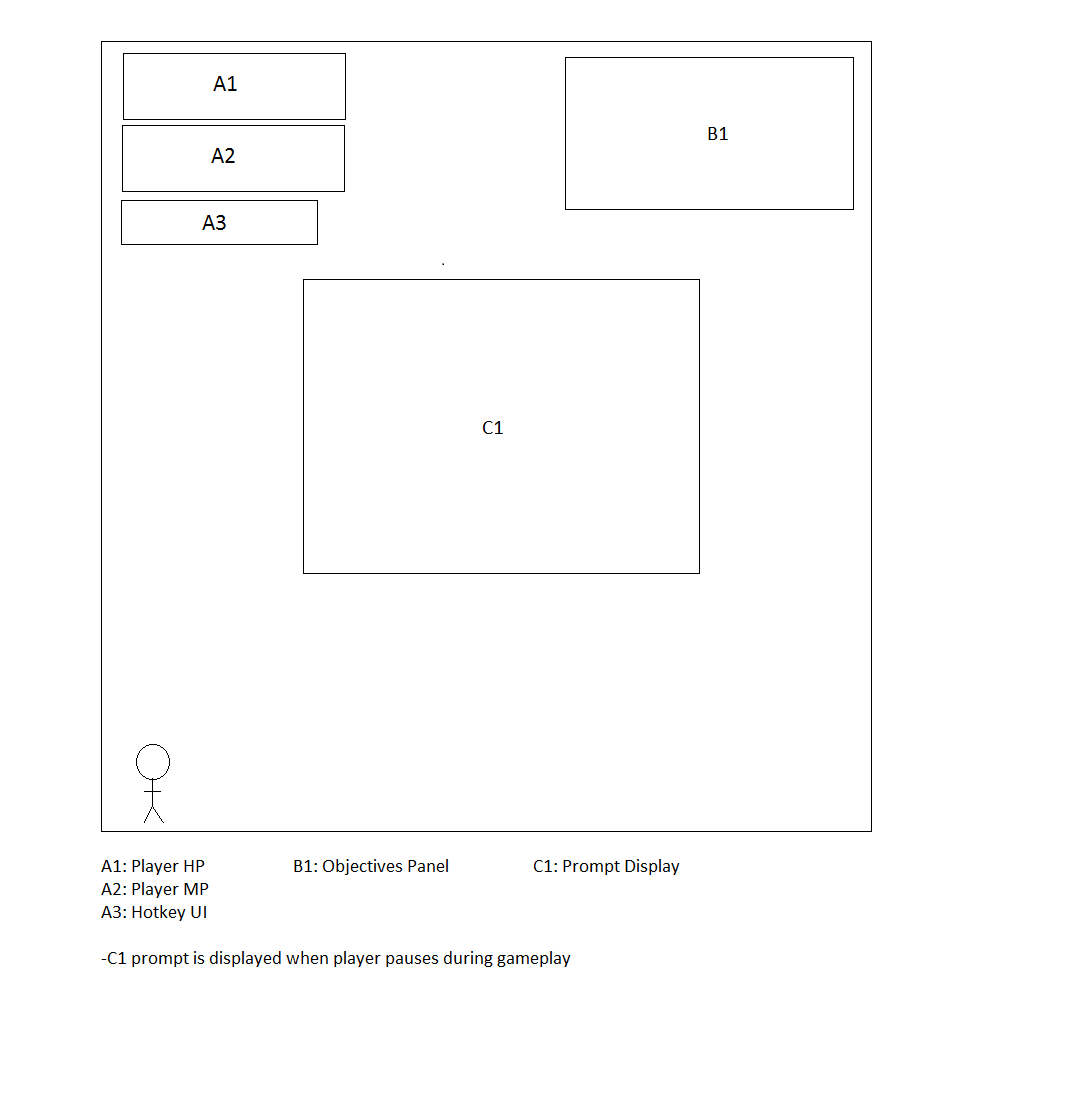 A1
A2
A3
B1
C1
A1: Player HP B1: Objectives Panel C1: Prompt Display
A2: Player MP
A3: Hotkey UI
-C1 prompt is displayed when player pauses during gameplay